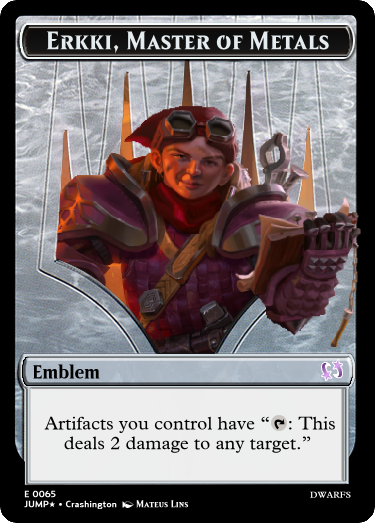 Erkki, Master of Metals
Emblem
Artifacts you control have “: This
deals 2 damage to any target.”
E 0065
DWARFS
JUMP★ • Crashington Mateus Lins